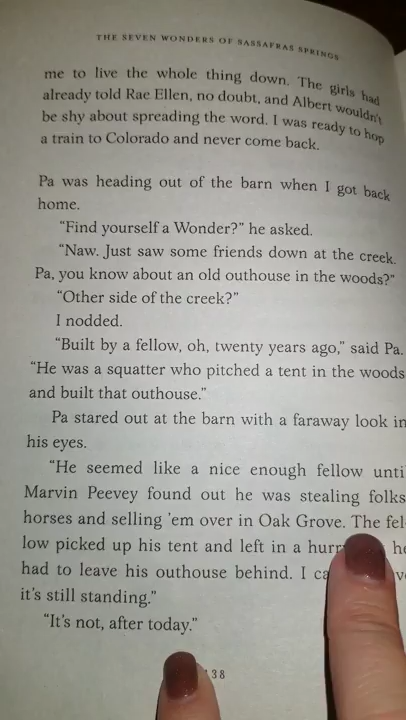 THE SEVEN WONDERS OF SASSAFRAS SPRINGS
me to live the whole thing down. The girls had
already told Rae Ellen, no doubt, and Albert wouldn't
be shy about spreading the word. I was ready to hop
a train to Colorado and never come back.
Pa was heading out of the barn when I got back
home.
"Find yourself a Wonder?" he asked.
"Naw. Just saw some friends down at the creek.
Pa, you know about an old outhouse in the woods?"
"Other side of the creek?"
I nodded.
"Built by a fellow, oh, twenty years ago," said Pa.
"He was a squatter who pitched a tent in the woods
and built that outhouse."
Pa stared out at the barn with a faraway look in
his eyes.
"He seemed like a nice enough fellow unti
Marvin Peevey found out he was stealing folks
horses and selling 'em over in Oak Grove. The fel-
low picked up his tent and left in a hurr
had to leave his outhouse behind. I ca
it's still standing."
"It's not, after today."
38